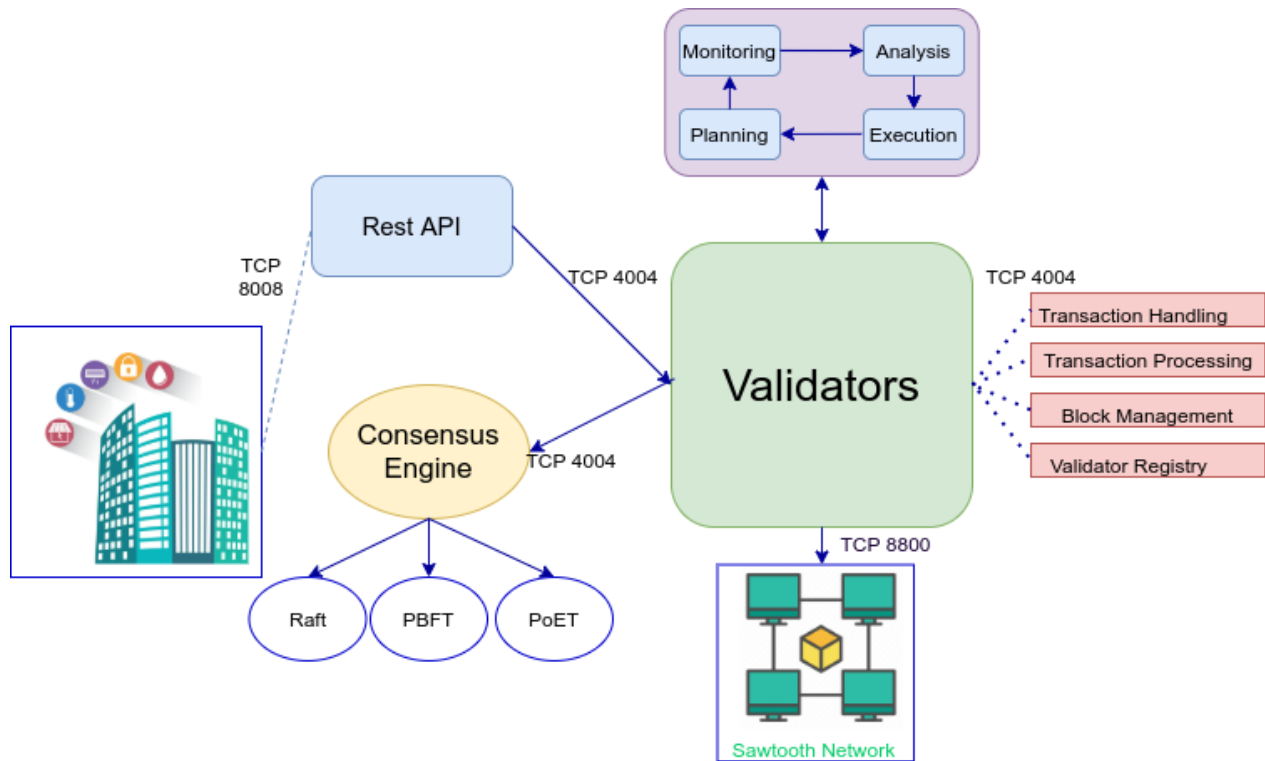 Monitoring
Analysis
Planning
Execution
Rest API
TCP
8008
TCP 4004
TCP 4004
Transaction Handling
Transaction Processing
Block Management
Validator Registry
Validators
Consensus
Engine
TCP 4004
TCP 8800
Raft
PBFT
PoET
Sawtooth Network